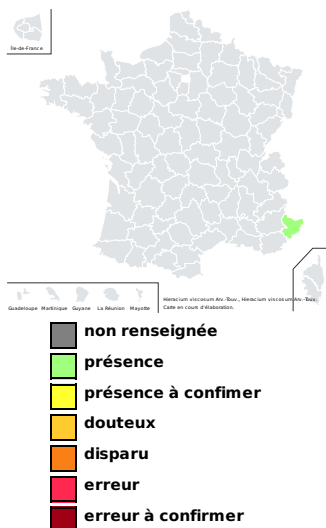 Île-de-France
Guadeloupe Martinique Guyane La Réunion Mayotte
Hieracium viscosum Arv.-Touv., Hieracium viscosum Arv.-Touv.
Carte en cours d'élaboration.
non renseignée
présence
présence à confimer
douteux
disparu
erreur
erreur à confirmer